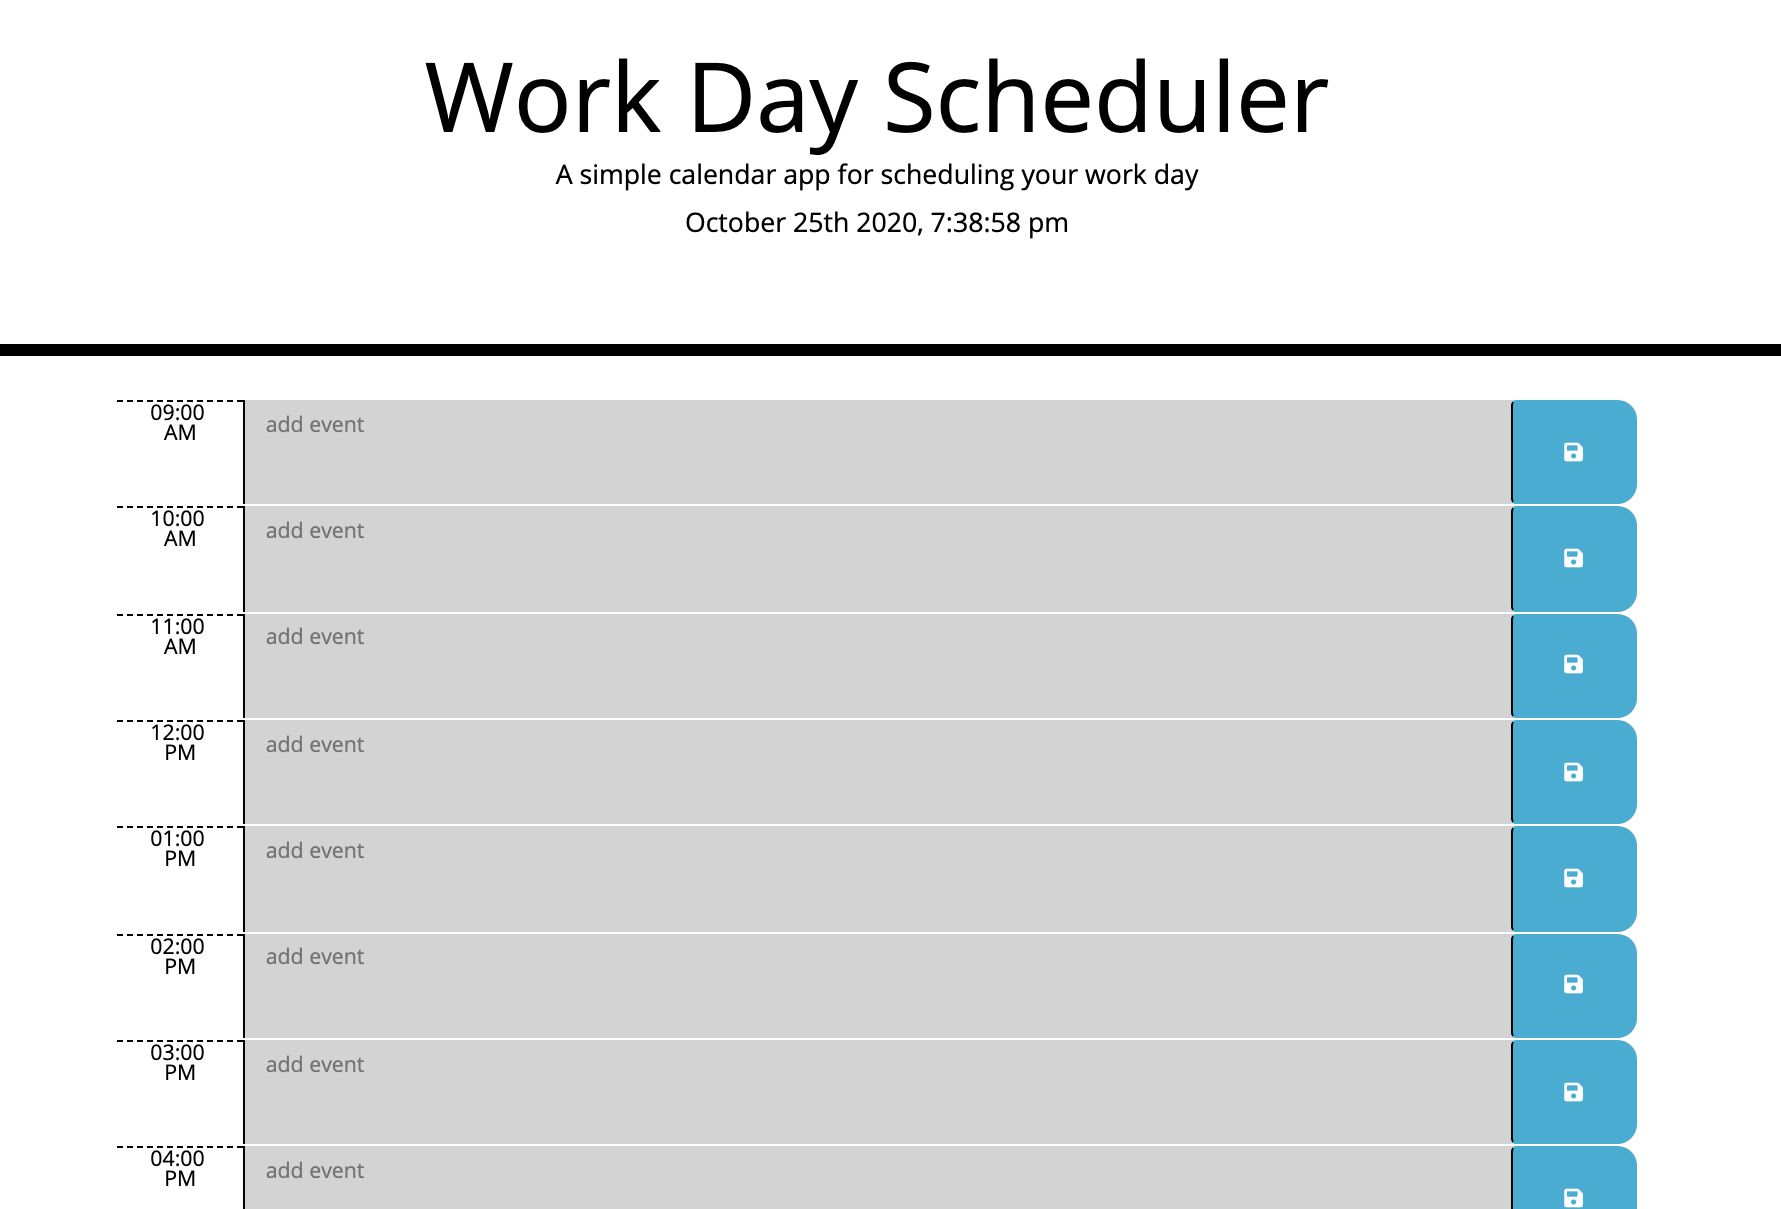 Work Day Scheduler
A simple calendar app for scheduling your work day
October 25th 2020, 7:38:58 pm
09:00
AM
add event
10:00
AM
add event
11:00
AM
add event
12:00
PM
add event
01:00
PM
add event
02:00
PM
add event
03:00
PM
add event
04:00
PM
add event